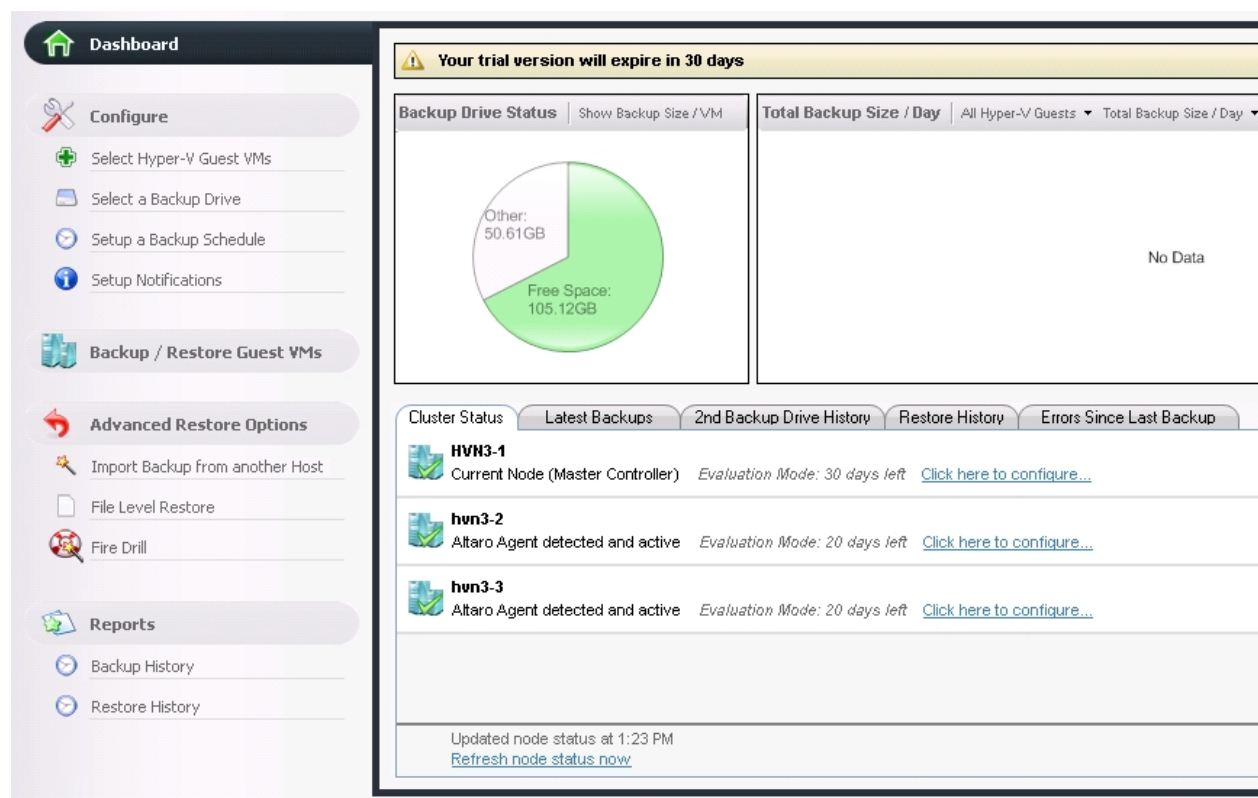 Dashboard
Configure
Select Hyper-V Guest VMs
Select a Backup Drive
Setup a Backup Schedule
Setup Notifications
Backup / Restore Guest VMs
Advanced Restore Options
Import Backup from another Host
File Level Restore
Fire Drill
Reports
Backup History
Restore History
Your trial version will expire in 30 days
Backup Drive Status Show Backup Size / VM
Other:
50.61GB
Free Space:
105.12GB
Total Backup Size / Day All Hyper-V Guests Total Backup Size / Day
No Data
Cluster Status Latest Backups 2nd Backup Drive History Restore History Errors Since Last Backup
HVN3-1
Current Node (Master Controller) Evaluation Mode: 30 days left Click here to configure...
hvn3-2
Altaro Agent detected and active Evaluation Mode: 20 days left Click here to configure...
hvn3-3
Altaro Agent detected and active Evaluation Mode: 20 days left Click here to configure...
Updated node status at 1:23 PM
Refresh node status now